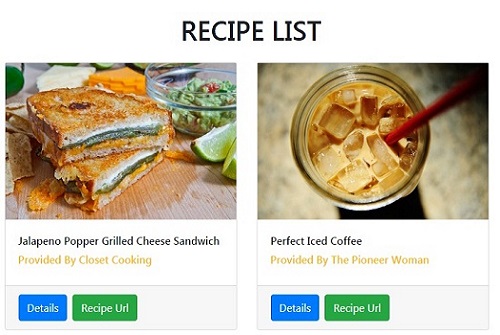 RECIPE LIST
Jalapeno Popper Grilled Cheese Sandwich
Provided By Closet Cooking
Details
Recipe Url
Perfect Iced Coffee
Provided By The Pioneer Woman
Details
Recipe Url